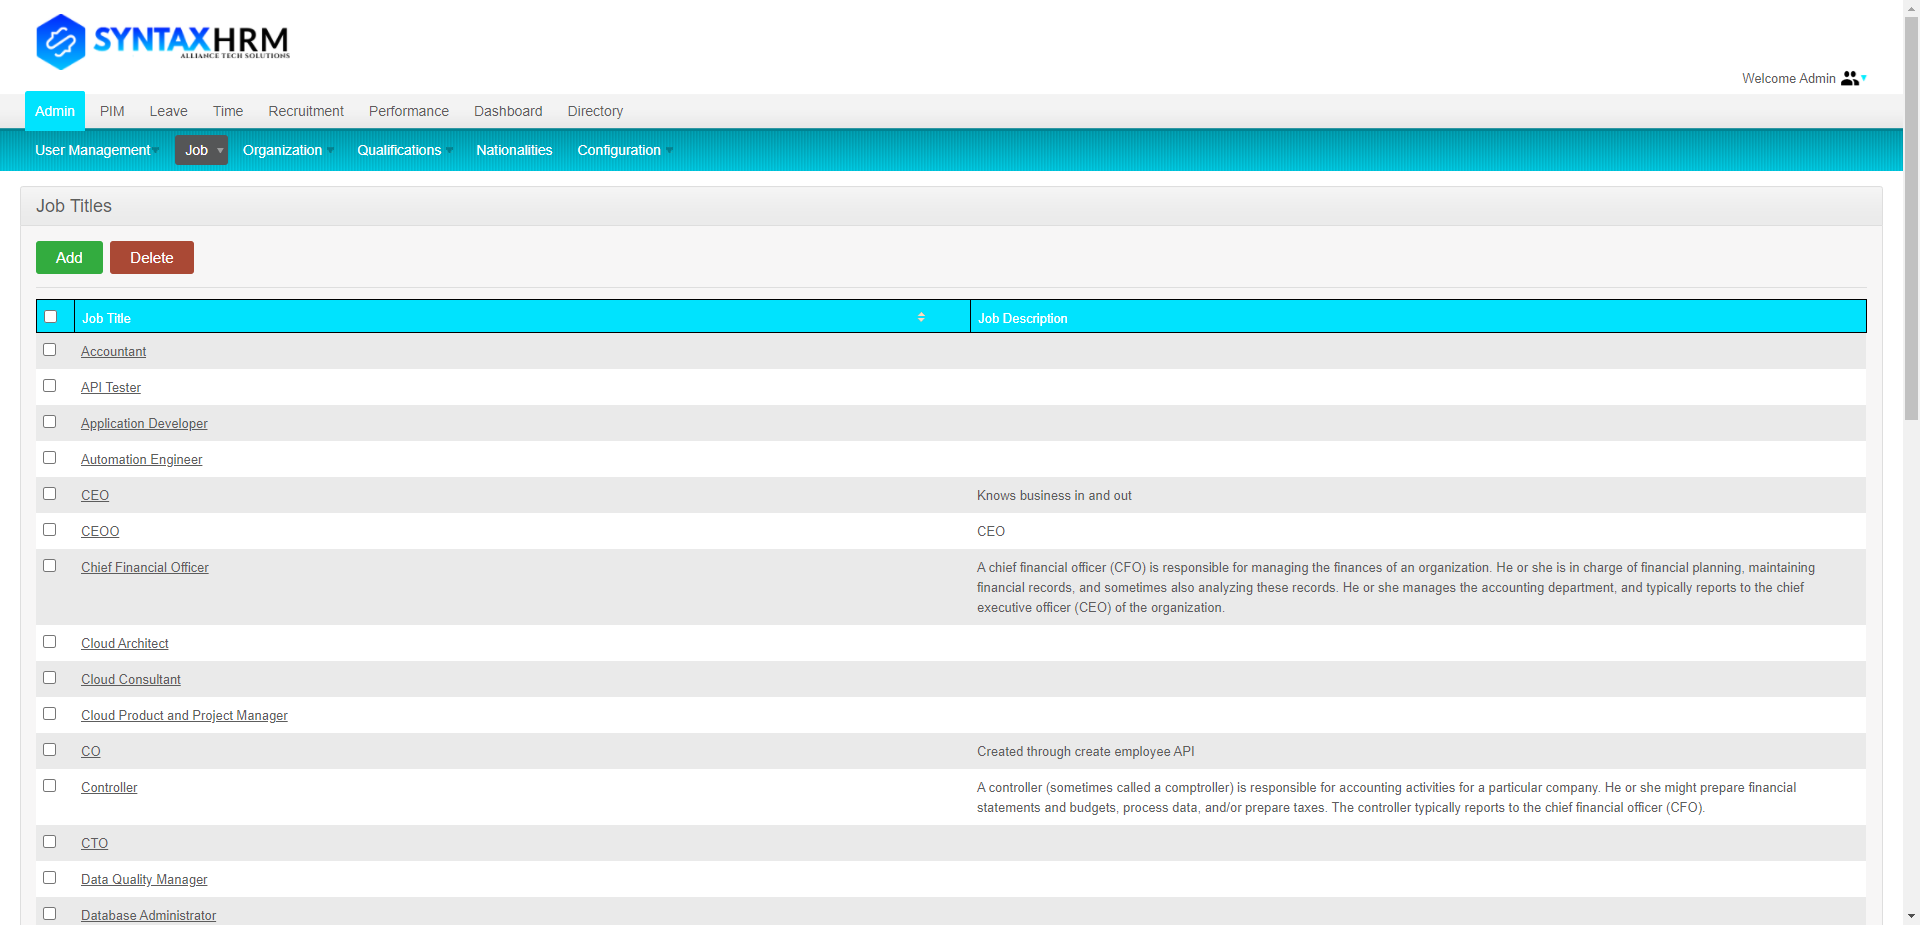 SYNTAXHRM
ALLIANCE TECH SOLUTIONS
Welcome Admin
Admin PIM Leave Time Recruitment Performance Dashboard Directory
User Management Job Organization Qualifications Nationalities Configuration
Job Titles
Add Delete
Job Title Job Description
Accountant
API Tester
Application Developer
Automation Engineer
CEO Knows business in and out
CEOO CEO
Chief Financial Officer A chief financial officer (CFO) is responsible for managing the finances of an organization. He or she is in charge of financial planning, maintaining
financial records, and sometimes also analyzing these records. He or she manages the accounting department, and typically reports to the chief
executive officer (CEO) of the organization.
Cloud Architect
Cloud Consultant
Cloud Product and Project Manager
CO Created through create employee API
Controller A controller (sometimes called a comptroller) is responsible for accounting activities for a particular company. He or she might prepare financial
statements and budgets, process data, and/or prepare taxes. The controller typically reports to the chief financial officer (CFO).
CTO
Data Quality Manager
Database Administrator